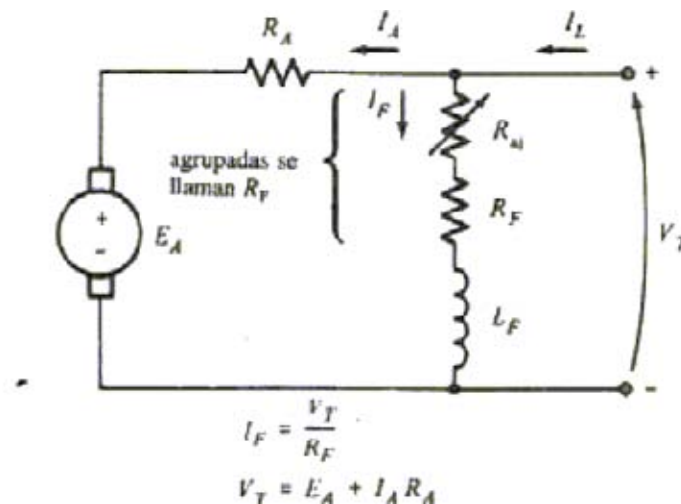 R_A
I_A
I_L
+
I_F
R_aj
agrupadas se
llaman R_F
R_F
+
-
E_A
V_T
L_F
-
I_F = V_T / R_F
V_T = E_A + I_A R_A